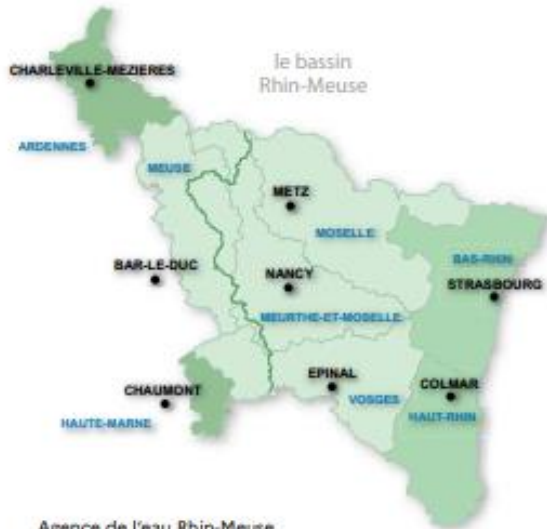 le bassin
Rhin-Meuse
CHARLEVILLE-MEZIERES
ARDENNES
MEUSE
METZ
MOSELLE
BAR-LE-DUC
NANCY
BAS-RHIN
STRASBOURG
MEURTHE-ET-MOSELLE
CHAUMONT
EPINAL
VOSGES
COLMAR
HAUTE-MARNE
HAUT-RHIN
Agence de l'eau Rhin-Meuse